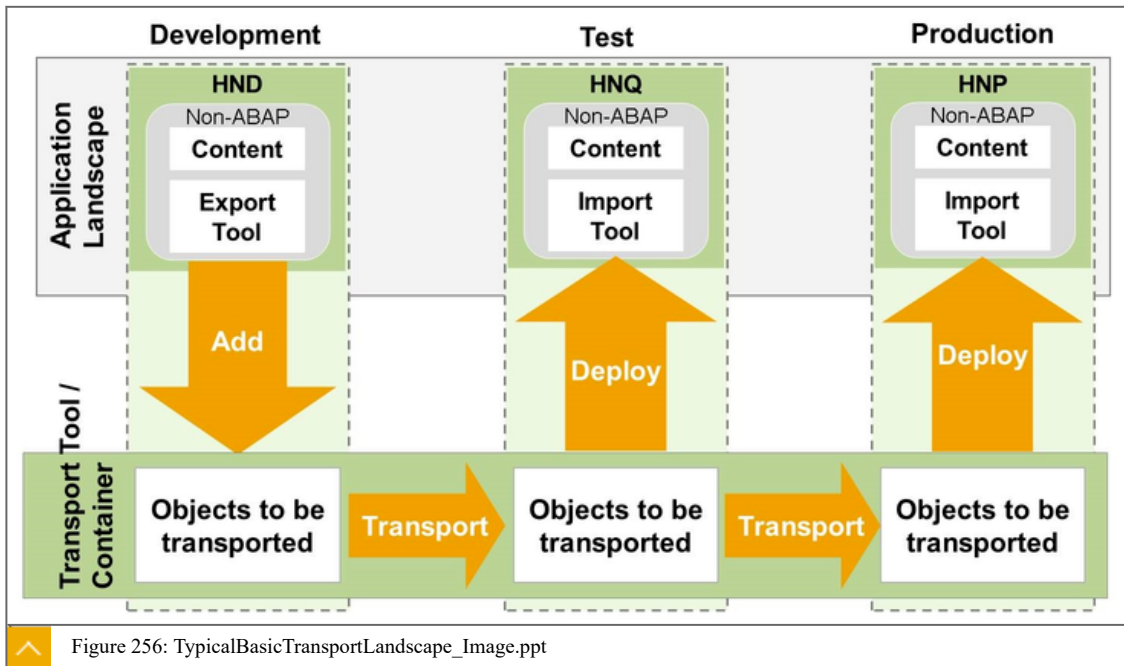 Development
Test
Production
Application
Landscape
HND
Non-ABAP
Content
Export
Tool
HNQ
Non-ABAP
Content
Import
Tool
HNP
Non-ABAP
Content
Import
Tool
Add
Deploy
Deploy
Transport Tool /
Container
Objects to be
transported
Transport
Objects to be
transported
Transport
Objects to be
transported
Figure 256: TypicalBasicTransportLandscape_Image.ppt